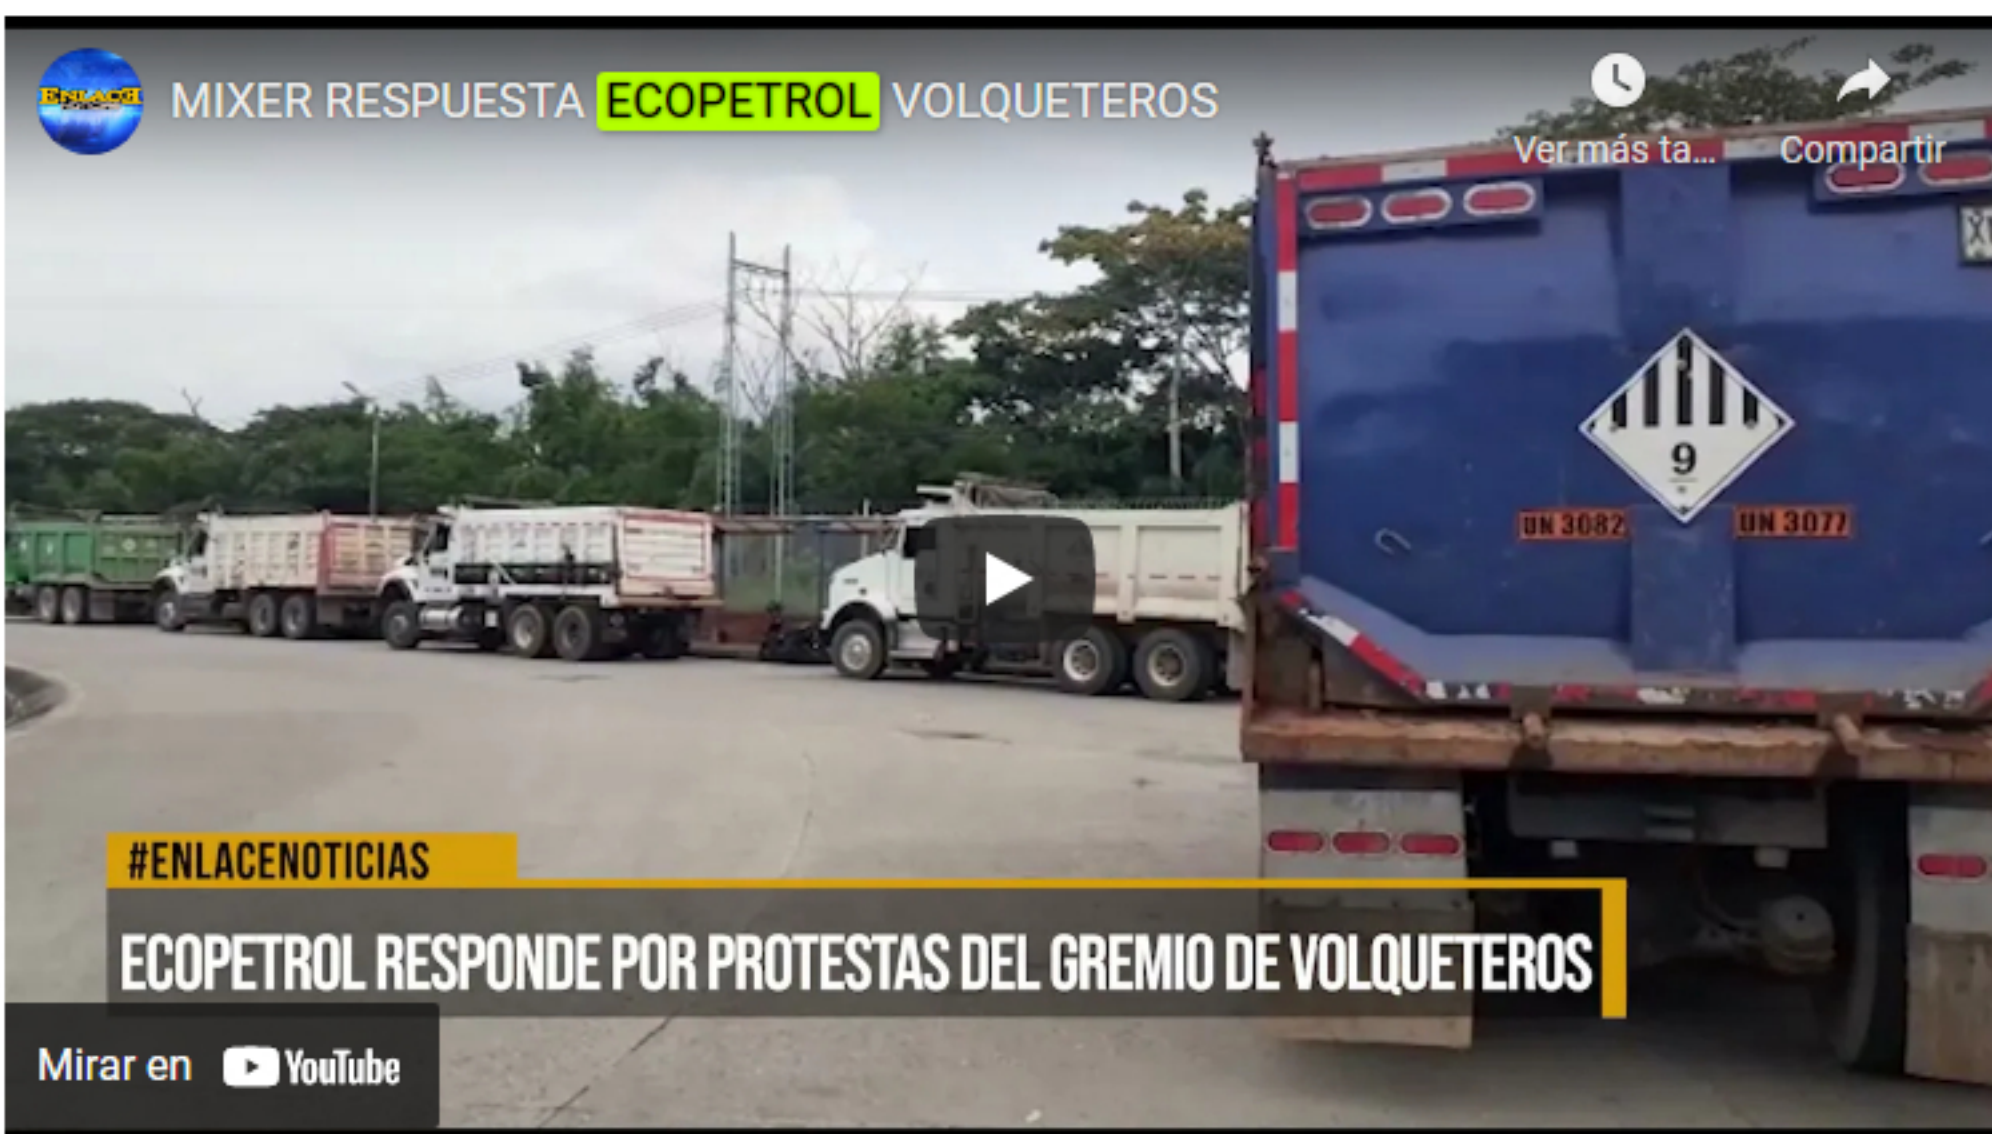 ENLACE
MIXER RESPUESTA ECOPETROL VOLQUETEROS
Ver más ta...
Compartir
9
UN 3082
UN 3077
#ENLACENOTICIAS
ECOPETROL RESPONDE POR PROTESTAS DEL GREMIO DE VOLQUETEROS
Mirar en YouTube